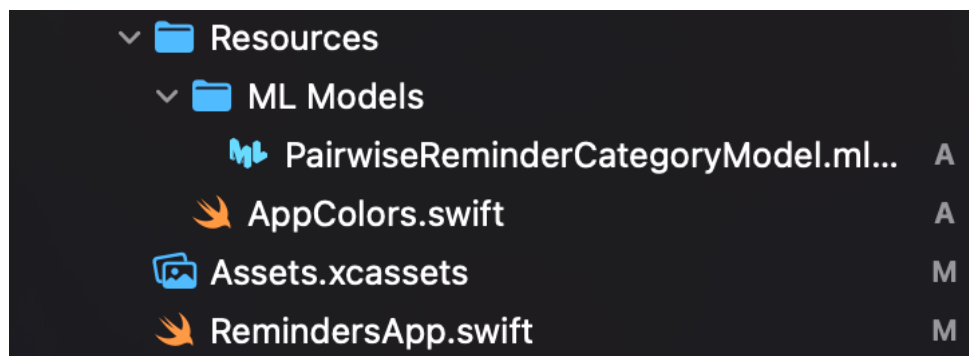 Resources
ML Models
PairwiseReminderCategoryModel.ml... A
AppColors.swift A
Assets.xcassets M
RemindersApp.swift M